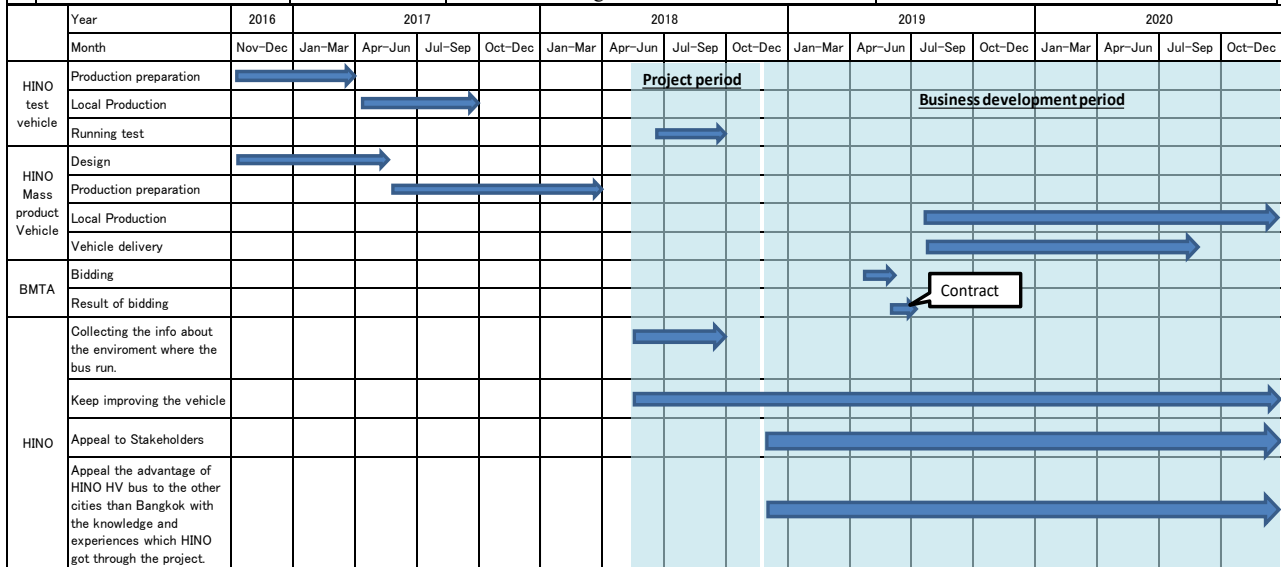 Year 2016 2017 2018 2019 2020
Month Nov-Dec Jan-Mar Apr-Jun Jul-Sep Oct-Dec Jan-Mar Apr-Jun Jul-Sep Oct-Dec Jan-Mar Apr-Jun Jul-Sep Oct-Dec Jan-Mar Apr-Jun Jul-Sep Oct-Dec
HINO
test
vehicle
Production preparation
Project period
Local Production
Business development period
Running test
HINO
Mass
product
Vehicle
Design
Production preparation
Local Production
Vehicle delivery
BMTA
Bidding
Result of bidding
Contract
HINO
Collecting the info about
the enviroment where the
bus run.
Keep improving the vehicle
Appeal to Stakeholders
Appeal the advantage of
HINO HV bus to the other
cities than Bangkok with
the knowledge and
experiences which HINO
got through the project.